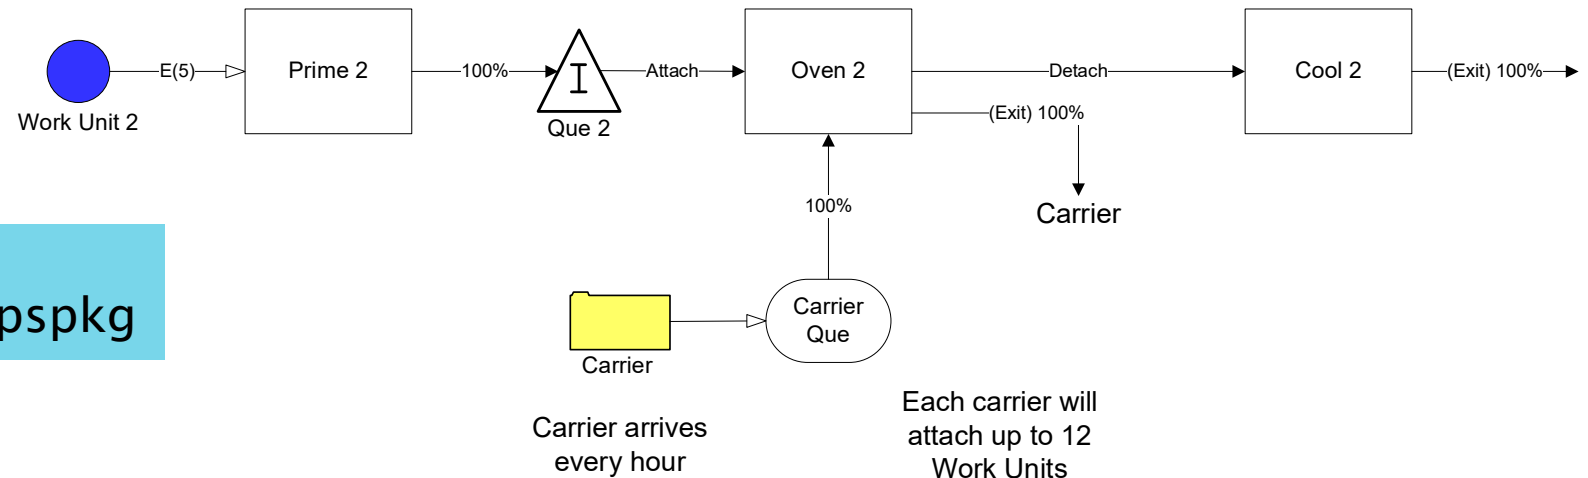 E(5)
Prime 2
100%
I
Attach
Oven 2
Detach
Cool 2
(Exit) 100%
Work Unit 2
Que 2
(Exit) 100%
100%
Carrier
pspkg
Carrier
Que
Carrier
Carrier arrives
every hour
Each carrier will
attach up to 12
Work Units